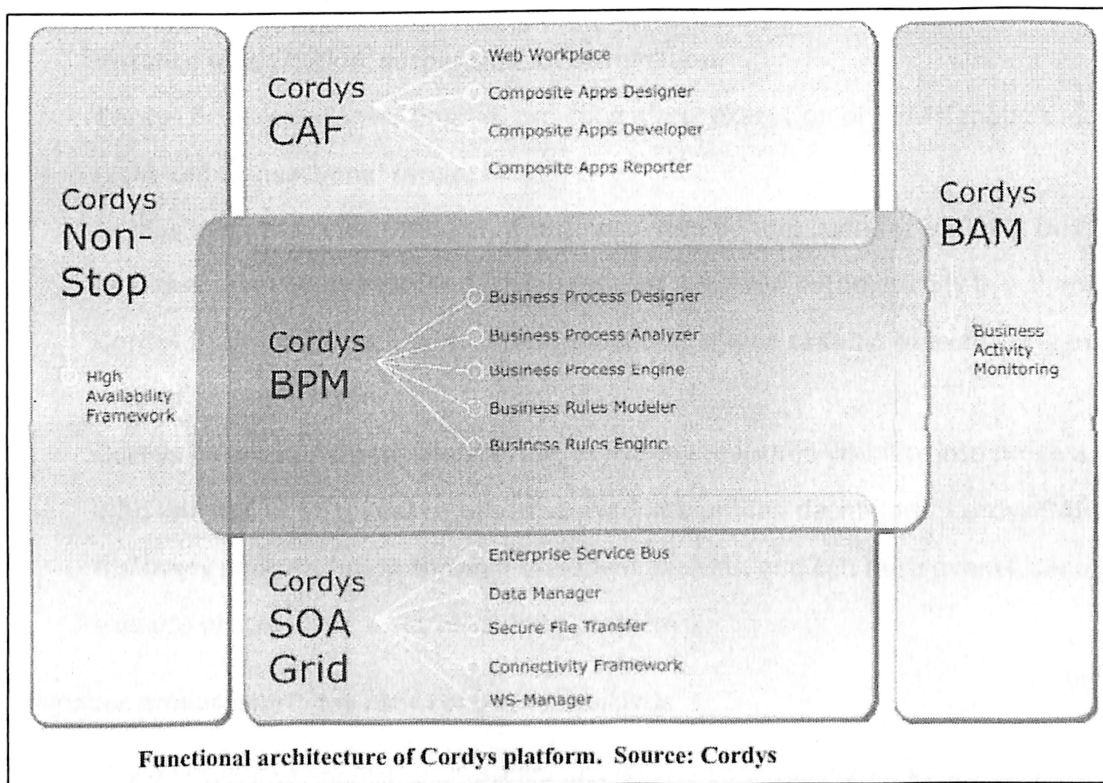 Cordys
CAF
Web Workplace
Composite Apps Designer
Composite Apps Developer
Composite Apps Reporter
Cordys
Non-
Stop
High
Availability
Framework
Cordys
BPM
Business Process Designer
Business Process Analyzer
Business Process Engine
Business Rules Modeler
Business Rules Engine
Cordys
BAM
Business
Activity
Monitoring
Cordys
SOA
Grid
Enterprise Service Bus
Data Manager
Secure File Transfer
Connectivity Framework
WS-Manager
Functional architecture of Cordys platform. Source: Cordys